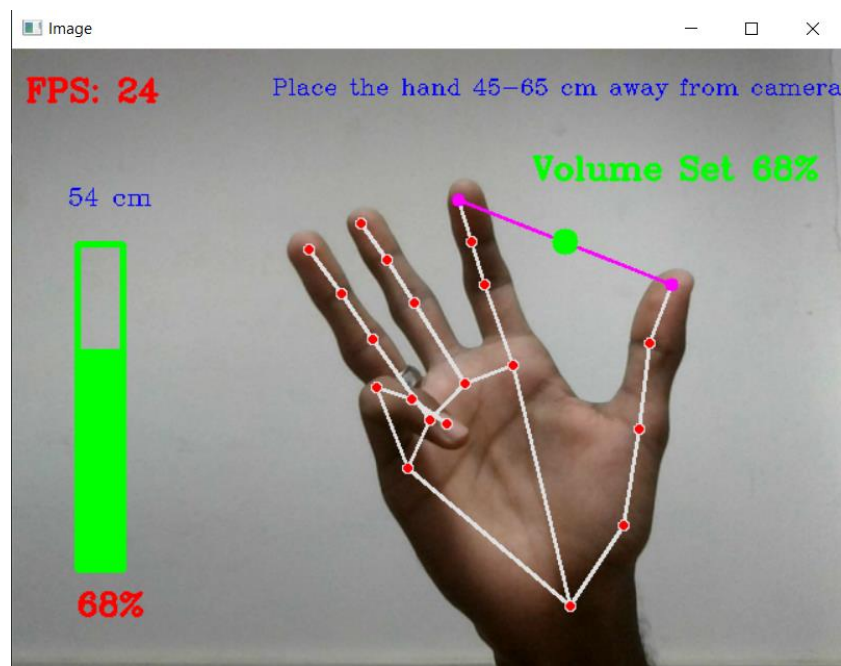 Image
FPS: 24
Place the hand 45-65 cm away from camera
Volume Set 68%
54 cm
68%